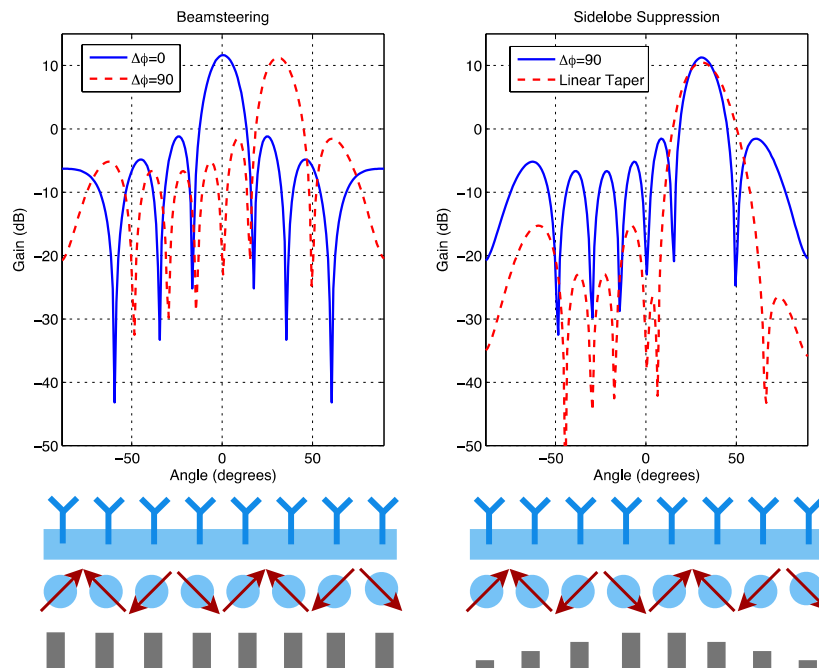 Beamsteering
Δϕ=0
Δϕ=90
10
0
−10
−20
−30
−40
−50
Gain (dB)
−50
0
50
Angle (degrees)
Sidelobe Suppression
Δϕ=90
Linear Taper
10
0
−10
−20
−30
−40
−50
Gain (dB)
−50
0
50
Angle (degrees)